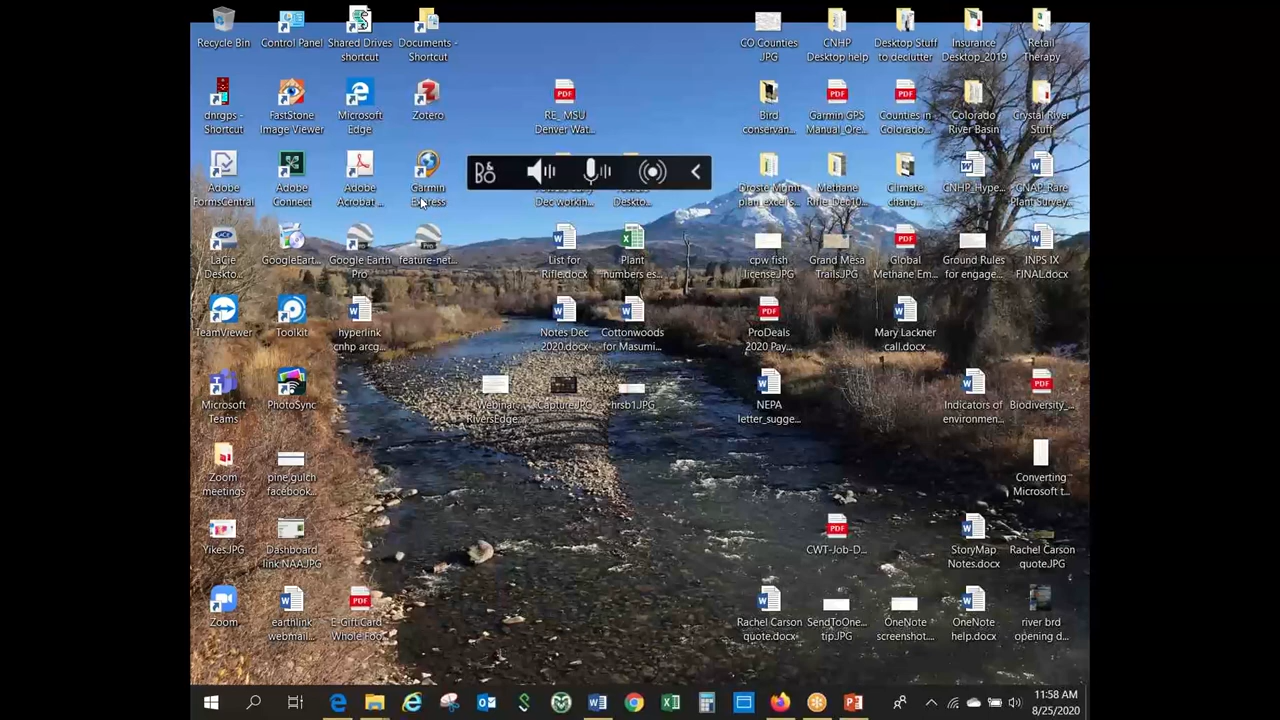 Recycle Bin
Control Panel
Shared Drives
shortcut
Documents -
Shortcut
CO Counties
JPG
CNHP
Desktop help
Desktop Stuff
to declutter
Insurance
Desktop_2019
Retail
Therapy
dnrgps -
Shortcut
FastStone
Image Viewer
Microsoft
Edge
Zotero
RE_ MSU
Denver Wat...
Bird
conservan...
Garmin GPS
Manual_Ore...
Counties in
Colorado...
Colorado
River Basin
Crystal River
Stuff
Adobe
FormsCentral
Adobe
Connect
Adobe
Acrobat ...
Garmin
Express
Dec workin...
Deskto...
Droste Mgmt
plan_excel s...
Methane
Rifle_Dec10...
Climate
chang...
CNHP_Hype...
CNAP_Rare
Plant Survey...
LaCie
Deskto...
GoogleEart...
Google Earth
Pro
feature-net...
List for
Rifle.docx
Plant
numbers es...
cpw fish
license.JPG
Grand Mesa
Trails.JPG
Global
Methane Em...
Ground Rules
for engage...
INPS IX
FINAL.docx
TeamViewer
Toolkit
hyperlink
cnhp arcg...
Notes Dec
2020.docx
Cottonwoods
for Masumi...
ProDeals
2020 Pay...
Mary Lackner
call.docx
Microsoft
Teams
PhotoSync
Webinar
RiversEdge...
Capture.JPG
hrsb1.JPG
NEPA
letter_sugge...
Indicators of
environmen...
Biodiversity_...
Zoom
meetings
pine gulch
facebook...
Converting
Microsoft t...
Yikes.JPG
Dashboard
link NAA.JPG
CWT-Job-D...
StoryMap
Notes.docx
Rachel Carson
quote.JPG
Zoom
earthlink
webmail...
E-Gift Card
Whole Foo...
Rachel Carson
quote.docx
SendToOne...
tip.JPG
OneNote
screenshot....
OneNote
help.docx
river brd
opening d...
11:58 AM
8/25/2020